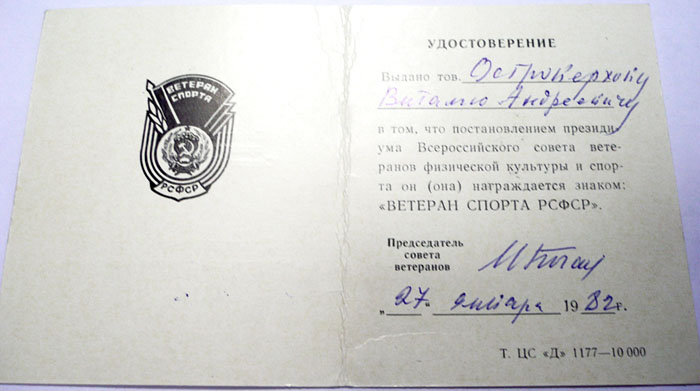 ВЕТЕРАН
СПОРТА
РСФСР
УДОСТОВЕРЕНИЕ
Выдано тов. Островерхову
Виталию Андреевичу
в том, что постановлением президи-
ума Всероссийского совета вете-
ранов физической культуры и спор-
та он (она) награждается знаком:
«ВЕТЕРАН СПОРТА РСФСР».
Председатель
совета
ветеранов
„27“ января 1982г.
Т. ЦС «Д» 1177—10 000